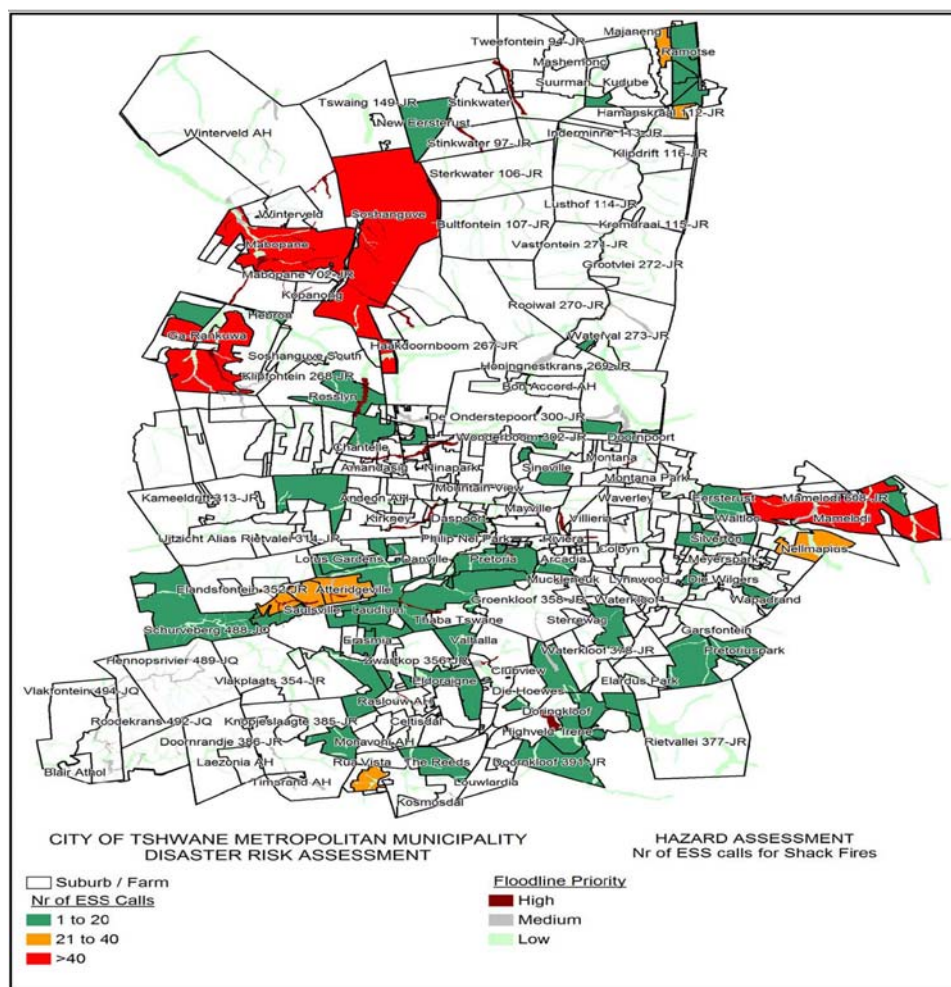 Majaneng
Tweefontein 94-JR
Ramotse
Mashemong
Suurman
Kudube
Tswaing 149-JR
Stinkwater
Hamanskraal 112-JR
New Eersterust
Winterveld AH
Inderminne 113-JR
Stinkwater 97-JR
Klipdrift 116-JR
Sterkwater 106-JR
Lusthof 114-JR
Winterveld
Soshanguve
Bultfontein 107-JR
Kromdraai 115-JR
Mabopane
Vastfontein 271-JR
Grootvlei 272-JR
Mabopane 702-JR
Kopanong
Rooiwal 270-JR
Hebron
Ga-Rankuwa
Haakdoornboom 267-JR
Waterval 273-JR
Soshanguve South
Honingnestkrans 269-JR
Klipfontein 268-JR
Bon Accord-AH
Rosslyn
De Onderstepoort 300-JR
Wonderboom 302-JR
Doornpoort
Chantelle
Montana
Amandasig
Ninapark
Sinoville
Montana Park
Mountain View
Kameeldrift 313-JR
Andeon AH
Mayville
Waverley
Eersterust
Mamelodi 608-JR
Kirkney
Daspoort
Villieria
Waltloo
Mamelodi
Uitzicht Alias Rietvalei 314-JR
Philip Nel Park
Riviera
Silverton
Colbyn
Nellmapius
Lotus Gardens
Danville
Pretoria
Arcadia
Meyerspark
Elandsfontein 352-JR
Atteridgeville
Muckleneuk
Lynnwood
Die Wilgers
Saulsville
Laudium
Groenkloof 358-JR
Waterkloof
Wapadrand
Schurveberg 488-JQ
Thaba Tswane
Sterrewag
Garsfontein
Erasmia
Valhalla
Waterkloof 378-JR
Pretoriuspark
Hennopsrivier 489-JQ
Zwartkop 356-JR
Clubview
Vlakfontein 494-JQ
Vlakplaats 354-JR
Eldoraigne
Die Hoewes
Elardus Park
Raslouw AH
Roodekrans 492-JQ
Knopjeslaagte 385-JR
Celtisdal
Doringkloof
Highveld
Irene
Doornrandje 386-JR
Monavoni AH
Rietvallei 377-JR
Blair Athol
Laezonia AH
Rua Vista
The Reeds
Doornkloof 391-JR
Timsrand AH
Louwlardia
Kosmosdal
CITY OF TSHWANE METROPOLITAN MUNICIPALITY
DISASTER RISK ASSESSMENT
HAZARD ASSESSMENT
Nr of ESS calls for Shack Fires
Suburb / Farm
Nr of ESS Calls
1 to 20
21 to 40
>40
Floodline Priority
High
Medium
Low